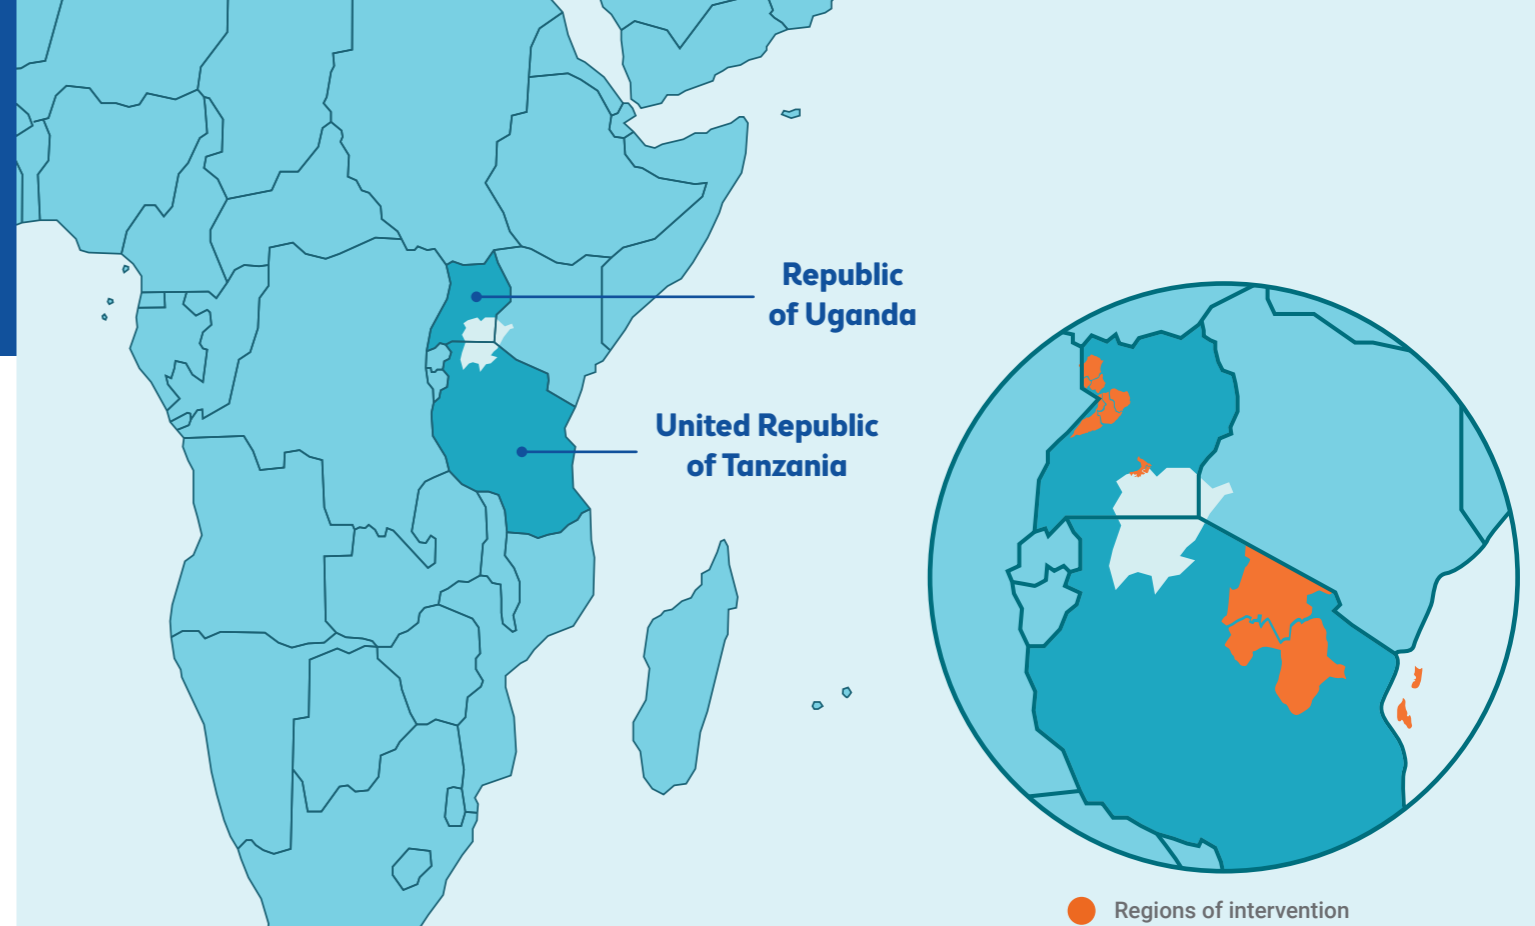 Republic
of Uganda
United Republic
of Tanzania
Regions of intervention